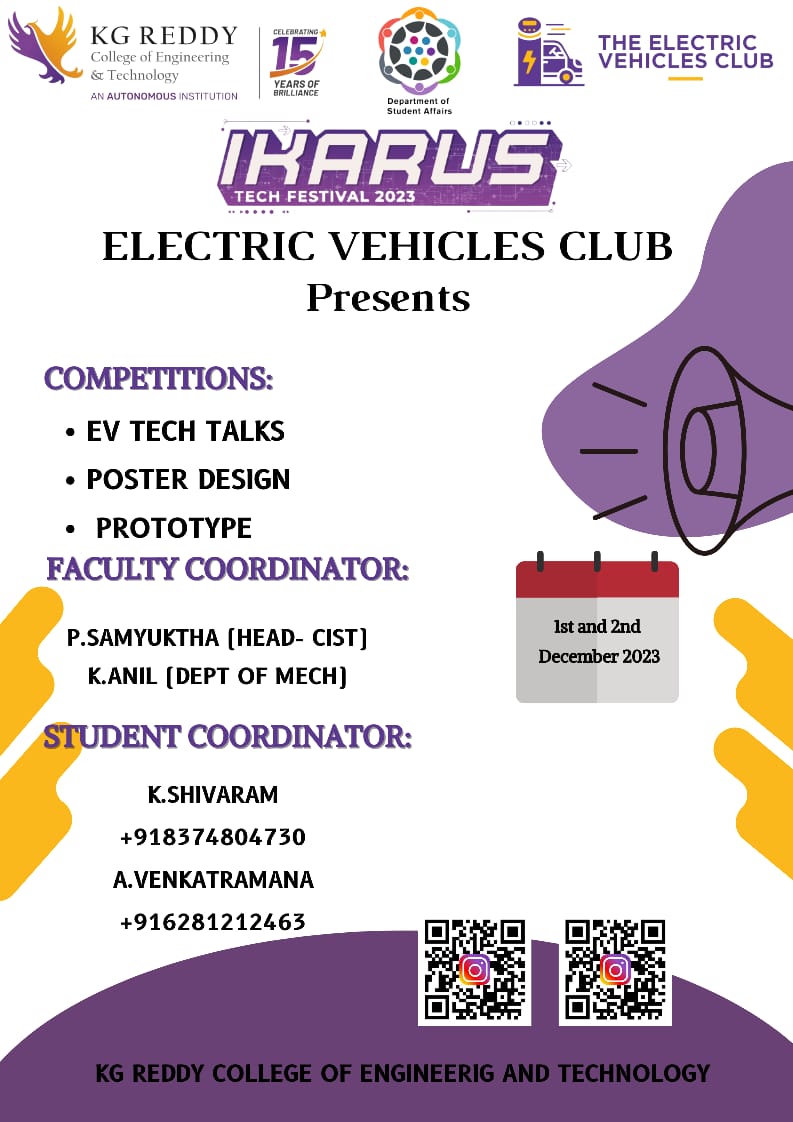 KG REDDY
College of Engineering
& Technology
AN AUTONOMOUS INSTITUTION
CELEBRATING
15
YEARS OF
BRILLIANCE
Department of
Student Affairs
THE ELECTRIC
VEHICLES CLUB
IKARUS
TECH FESTIVAL 2023
ELECTRIC VEHICLES CLUB
Presents
COMPETITIONS:
• EV TECH TALKS
• POSTER DESIGN
• PROTOTYPE
FACULTY COORDINATOR:
P.SAMYUKTHA (HEAD- CIST)
K.ANIL (DEPT OF MECH)
1st and 2nd
December 2023
STUDENT COORDINATOR:
K.SHIVARAM
+918374804730
A.VENKATRAMANA
+916281212463
KG REDDY COLLEGE OF ENGINEERIG AND TECHNOLOGY